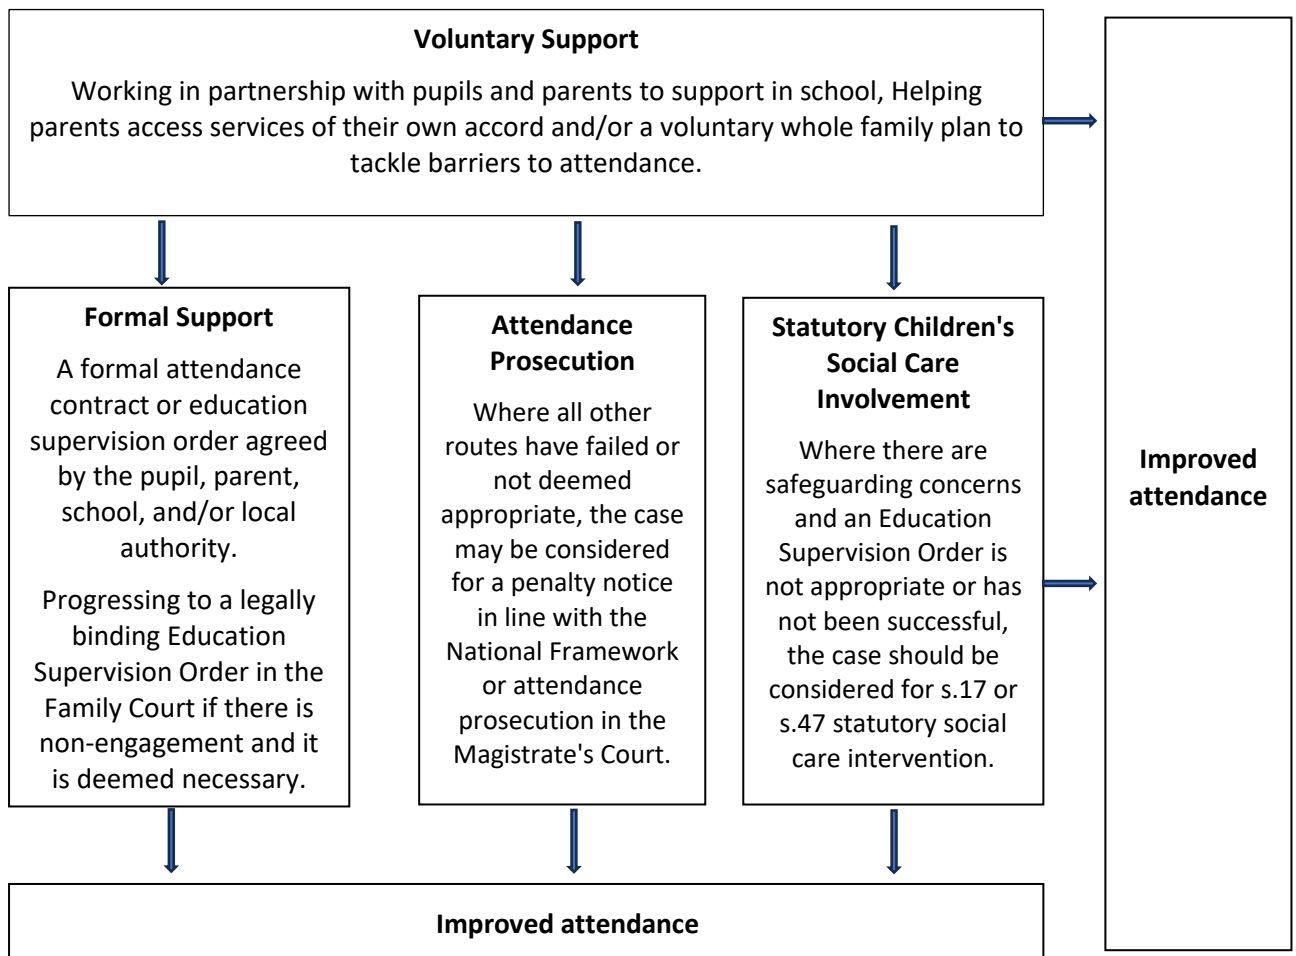 Voluntary Support
Working in partnership with pupils and parents to support in school, Helping
parents access services of their own accord and/or a voluntary whole family plan to
tackle barriers to attendance.
Formal Support
A formal attendance
contract or education
supervision order agreed
by the pupil, parent,
school, and/or local
authority.
Progressing to a legally
binding Education
Supervision Order in the
Family Court if there is
non-engagement and it
is deemed necessary.
Attendance
Prosecution
Where all other
routes have failed or
not deemed
appropriate, the case
may be considered
for a penalty notice
in line with the
National Framework
or attendance
prosecution in the
Magistrate's Court.
Statutory Children's
Social Care
Involvement
Where there are
safeguarding concerns
and an Education
Supervision Order is
not appropriate or has
not been successful,
the case should be
considered for s.17 or
s.47 statutory social
care intervention.
Improved
attendance
Improved attendance